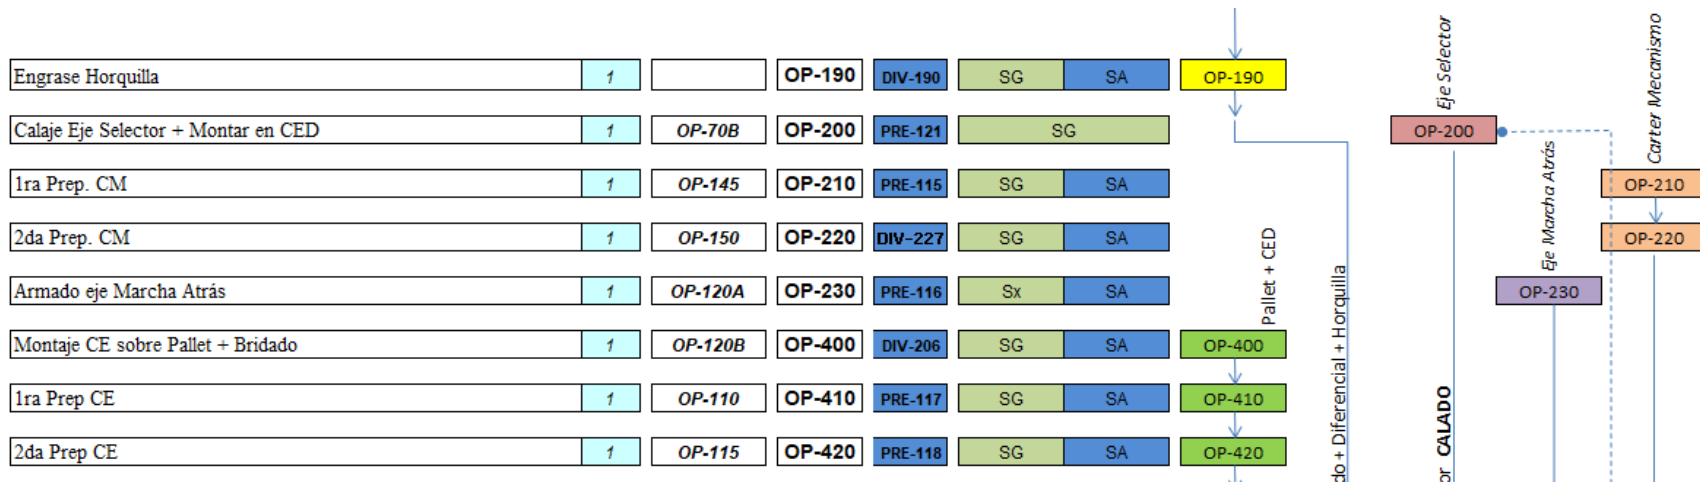 Engrase Horquilla 1 OP-190 DIV-190 SG SA OP-190
Calaje Eje Selector + Montar en CED 1 OP-70B OP-200 PRE-121 SG OP-200
1ra Prep. CM 1 OP-145 OP-210 PRE-115 SG SA OP-210
2da Prep. CM 1 OP-150 OP-220 DIV-227 SG SA OP-220
Armado eje Marcha Atrás 1 OP-120A OP-230 PRE-116 Sx SA OP-230
Montaje CE sobre Pallet + Bridado 1 OP-120B OP-400 DIV-206 SG SA OP-400
1ra Prep CE 1 OP-110 OP-410 PRE-117 SG SA OP-410
2da Prep CE 1 OP-115 OP-420 PRE-118 SG SA OP-420
Pallet + CED
do + Diferencial + Horquilla
or CALADO
Eje Selector
Eje Marcha Atrás
Carter Mecanismo